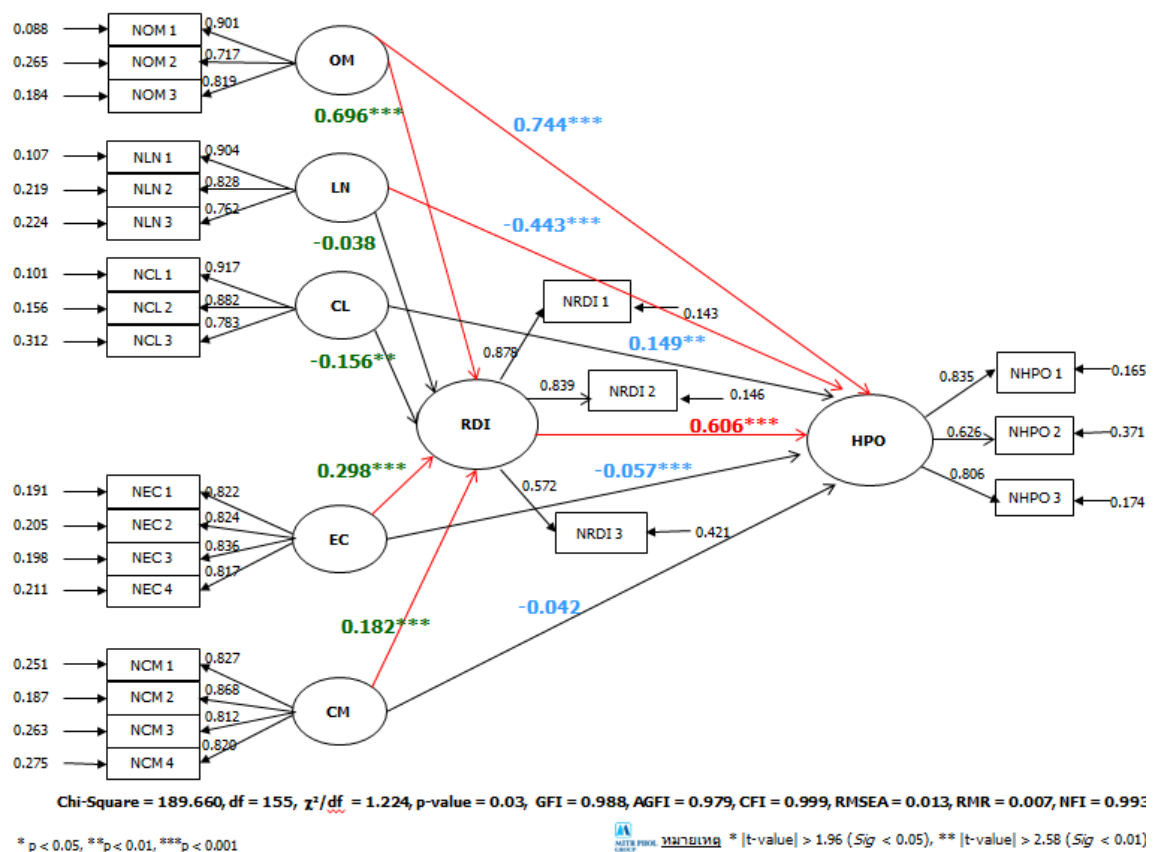 0.088 NOM 1 0.901
0.265 NOM 2 0.717
0.184 NOM 3 0.819
OM
0.696***
0.744***
0.107 NLN 1 0.904
0.219 NLN 2 0.828
0.224 NLN 3 0.762
LN
-0.443***
-0.038
0.101 NCL 1 0.917
0.156 NCL 2 0.882
0.312 NCL 3 0.783
CL
0.149**
-0.156**
NRDI 1 0.143
0.878
0.839 NRDI 2 0.146
RDI
0.606***
HPO
0.835 NHPO 1 0.165
0.626 NHPO 2 0.371
0.806 NHPO 3 0.174
0.298***
-0.057***
0.572
NRDI 3 0.421
0.191 NEC 1 0.822
0.205 NEC 2 0.824
0.198 NEC 3 0.836
0.211 NEC 4 0.817
EC
-0.042
0.182***
0.251 NCM 1 0.827
0.187 NCM 2 0.868
0.263 NCM 3 0.812
0.275 NCM 4 0.820
CM
Chi-Square = 189.660, df = 155, χ²/df = 1.224, p-value = 0.03, GFI = 0.988, AGFI = 0.979, CFI = 0.999, RMSEA = 0.013, RMR = 0.007, NFI = 0.993
* p < 0.05, **p < 0.01, ***p < 0.001
MITR PHOL GROUP
หมายเหตุ * |t-value| > 1.96 (Sig < 0.05), ** |t-value| > 2.58 (Sig < 0.01)